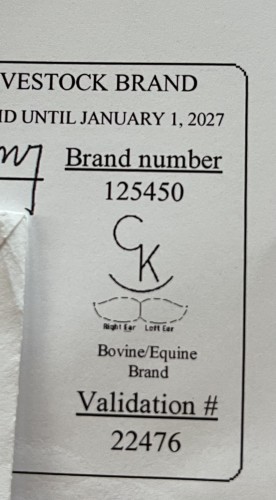 VESTOCK BRAND
ID UNTIL JANUARY 1, 2027
Brand number
125450
C
K
Right Ear Left Ear
Bovine/Equine
Brand
Validation #
22476